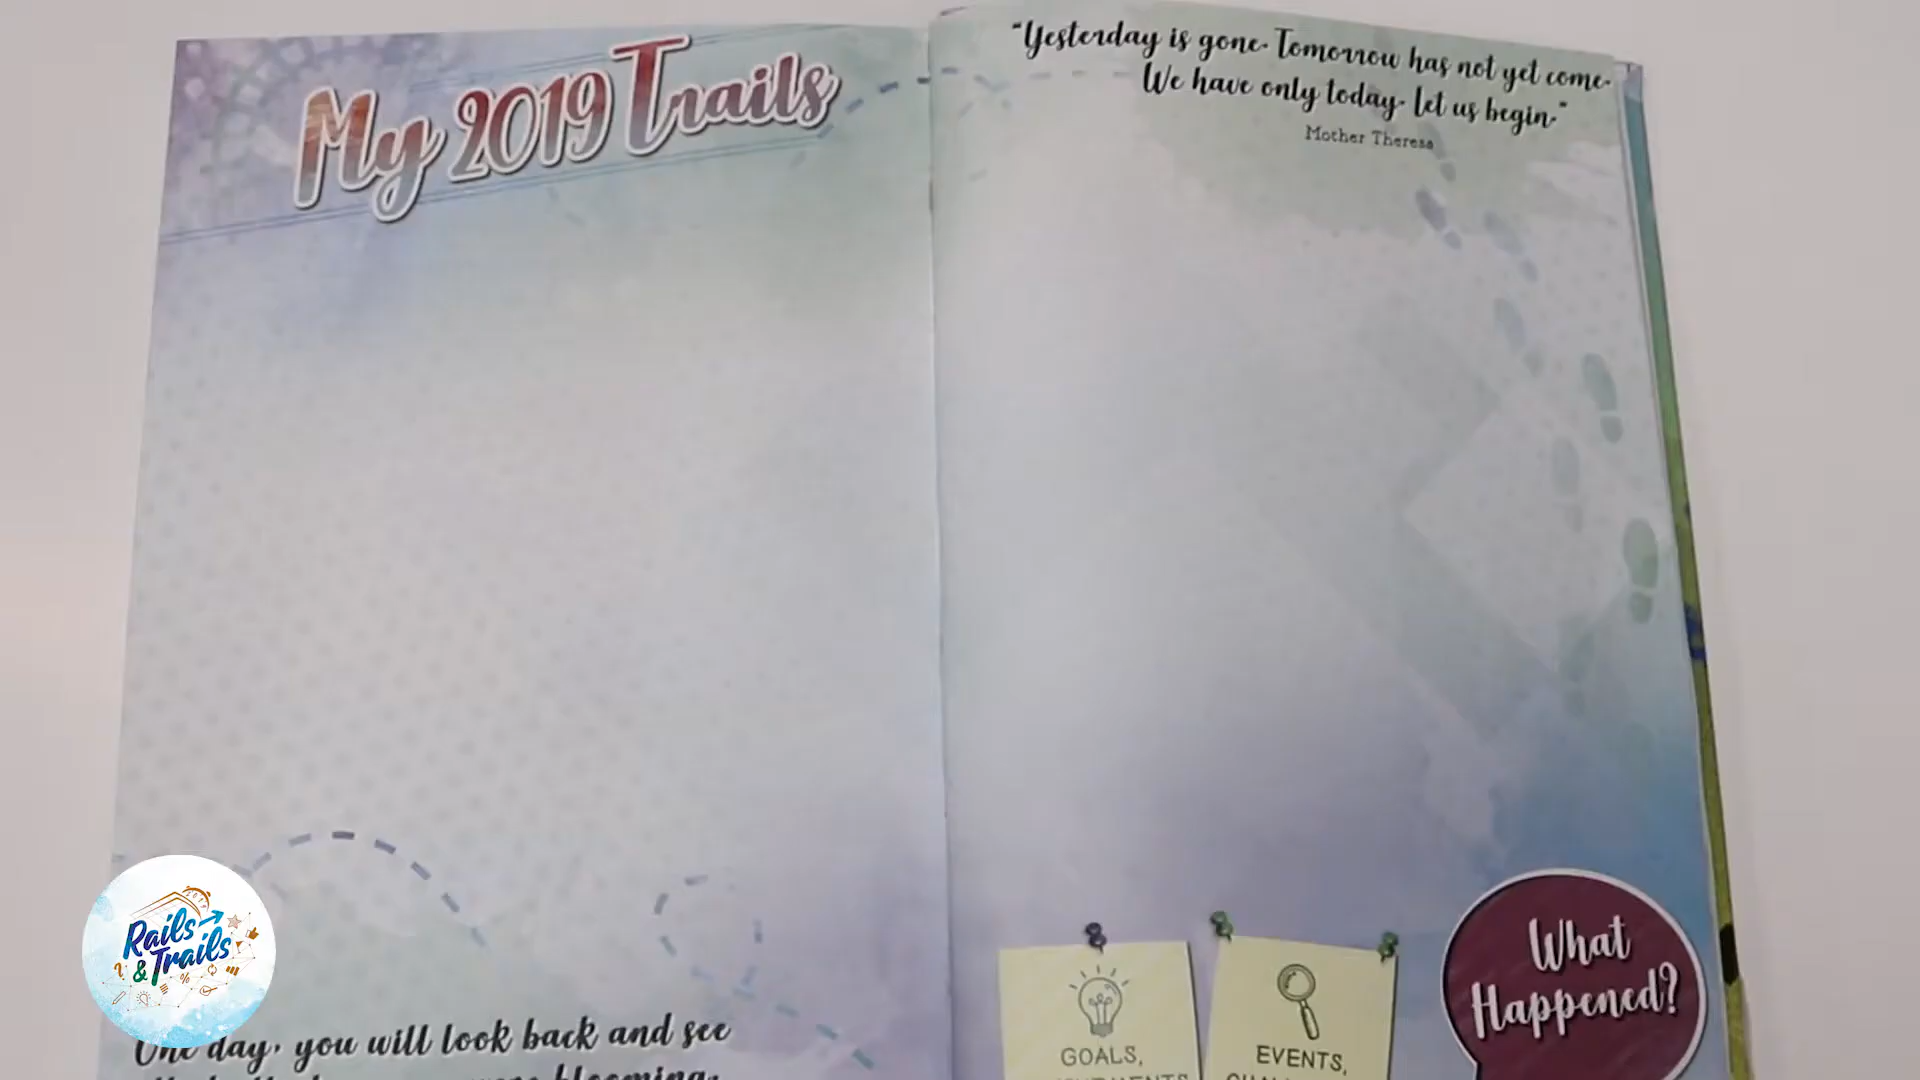 My 2019 Trails
"Yesterday is gone. Tomorrow has not yet come.
We have only today. Let us begin."
Mother Theresa
One day, you will look back and see
blooming.
GOALS,
EVENTS,
What
Happened?
Rails
& Trails